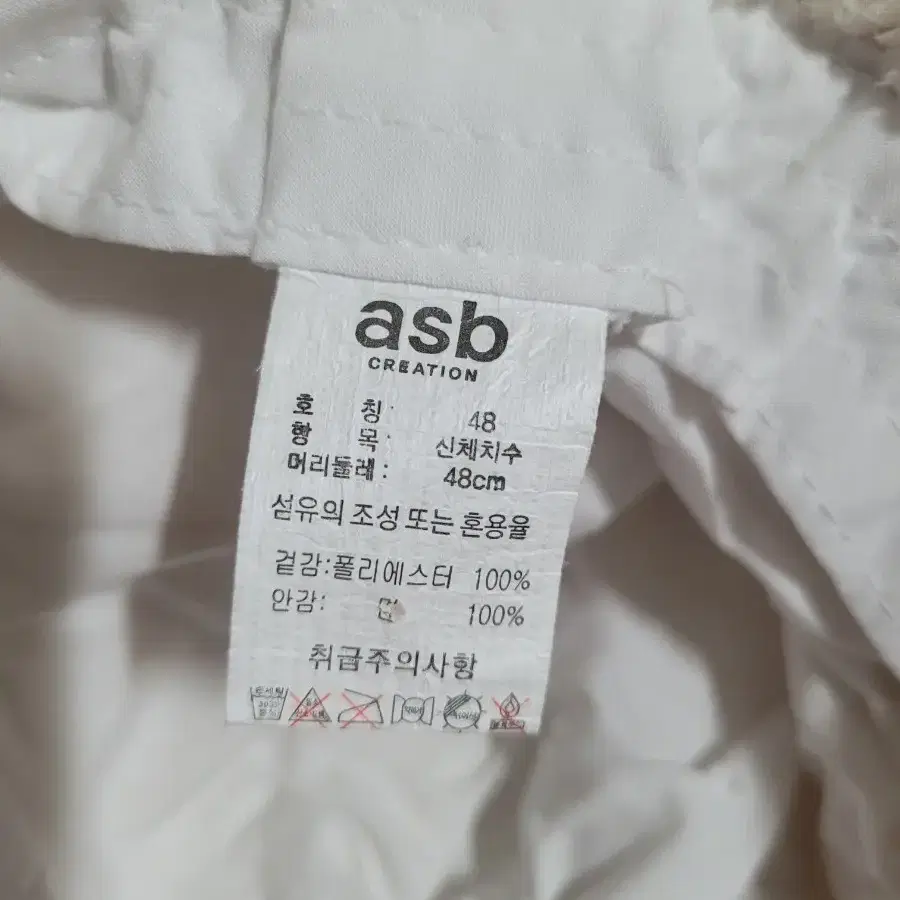 asb
CREATION
호 칭: 48
항 목: 신체치수
머리둘레: 48cm
섬유의 조성 또는 혼용율
겉감:폴리에스터 100%
안감: 면 100%
취급주의사항